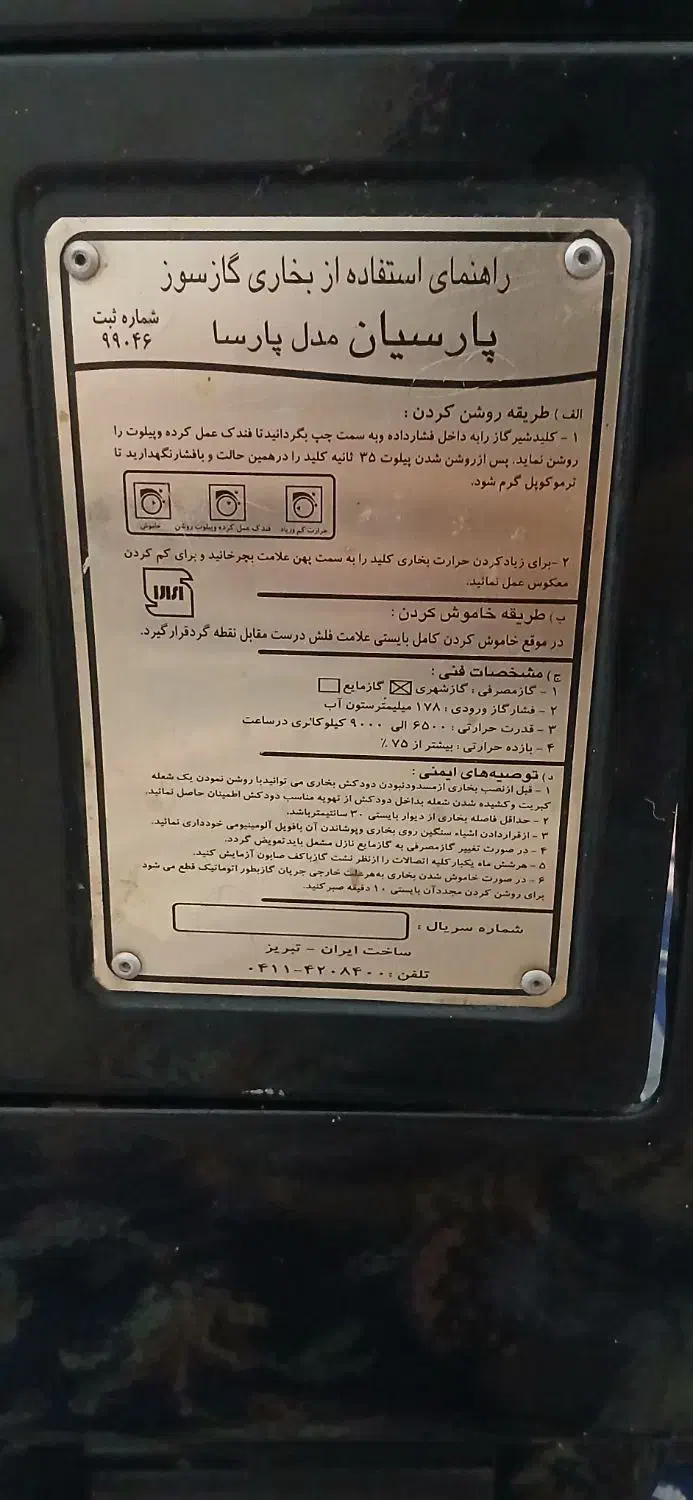 راهنمای استفاده از بخاری گازسوز
پارسیان مدل پارسا
شماره ثبت
۹۹۰۴۶
الف) طریقه روشن کردن:
۱ - کلیدشیرگاز رابه داخل فشارداده وبه سمت چپ بگردانیدتا فندک عمل کرده وپیلوت را
روشن نماید. پس ازروشن شدن پیلوت ۳۵ ثانیه کلید را درهمین حالت و بافشارنگهدارید تا
ترموکوپل گرم شود.
حرارت کم وزیاد
فندک عمل کرده وپیلوت روشن
خاموش
۲ -برای زیادکردن حرارت بخاری کلید را به سمت پهن علامت بچرخانید و برای کم کردن
معکوس عمل نمائید.
ب) طریقه خاموش کردن:
در موقع خاموش کردن کامل بایستی علامت فلش درست مقابل نقطه گردقرارگیرد.
ج) مشخصات فنی:
۱ - گازمصرفی: گازشهری گازمایع
۲ - فشارگاز ورودی: ۱۷۸ میلیمترستون آب
۳ - قدرت حرارتی: ۶۵۰۰ الی ۹۰۰۰ کیلوکالری درساعت
۴ - بازده حرارتی: بیشتر از ۷۵ ٪
د) توصیه‌های ایمنی:
۱ - قبل ازنصب بخاری ازمسدودنبودن دودکش بخاری می توانیدبا روشن نمودن یک شعله
کبریت وکشیده شدن شعله بداخل دودکش از تهویه مناسب دودکش اطمینان حاصل نمائید.
۲ - حداقل فاصله بخاری از دیوار بایستی ۳۰ سانتیمترباشد.
۳ - ازقراردادن اشیاء سنگین روی بخاری وپوشاندن آن بافویل آلومینیومی خودداری نمائید.
۴ - در صورت تغییر گازمصرفی به گازمایع نازل مشعل بایدتعویض گردد.
۵ - هرشش ماه یکبارکلیه اتصالات را ازنظر نشت گازباکف صابون آزمایش کنید.
۶ - در صورت خاموش شدن بخاری به‌هرعلت خارجی جریان گازبطور اتوماتیک قطع می شود
برای روشن کردن مجددآن بایستی ۱۰ دقیقه صبر کنید.
شماره سریال:
ساخت ایران - تبریز
تلفن: ۴۲۰۸۴۰۰-۰۴۱۱